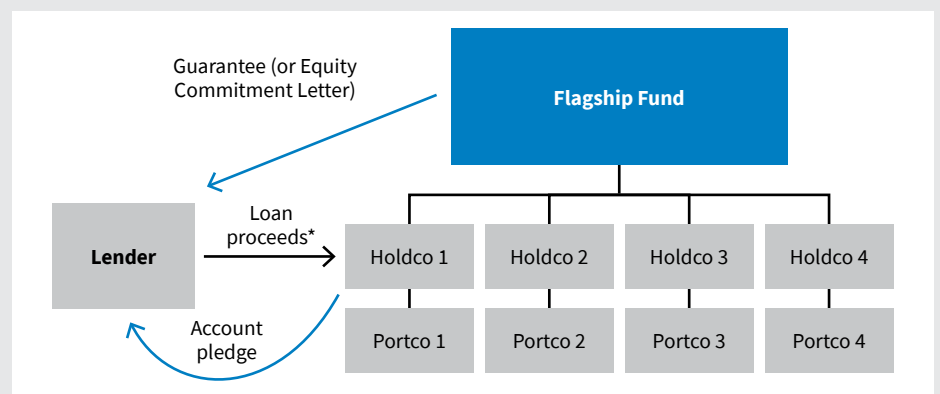 Guarantee (or Equity
Commitment Letter)
Flagship Fund
Loan
proceeds*
Lender
Holdco 1
Holdco 2
Holdco 3
Holdco 4
Account
pledge
Portco 1
Portco 2
Portco 3
Portco 4